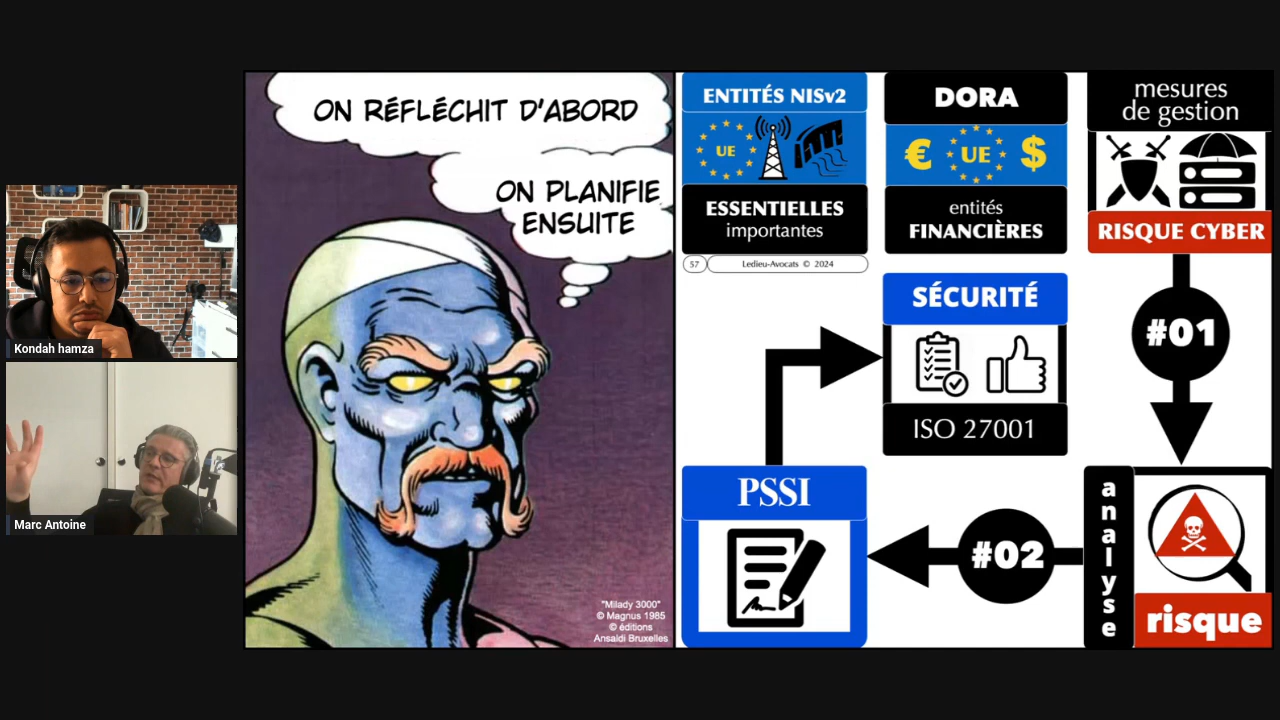 ON RÉFLÉCHIT D'ABORD
ON PLANIFIE
ENSUITE
"Milady 3000"
© Magnus 1985
© éditions
Ansaldi Bruxelles
ENTITÉS NISv2
UE
ESSENTIELLES
importantes
57
Ledieu-Avocats © 2024
DORA
€ UE $
entités
FINANCIÈRES
mesures
de gestion
RISQUE CYBER
#01
SÉCURITÉ
ISO 27001
PSSI
#02
analyse
risque
Kondah hamza
Marc Antoine